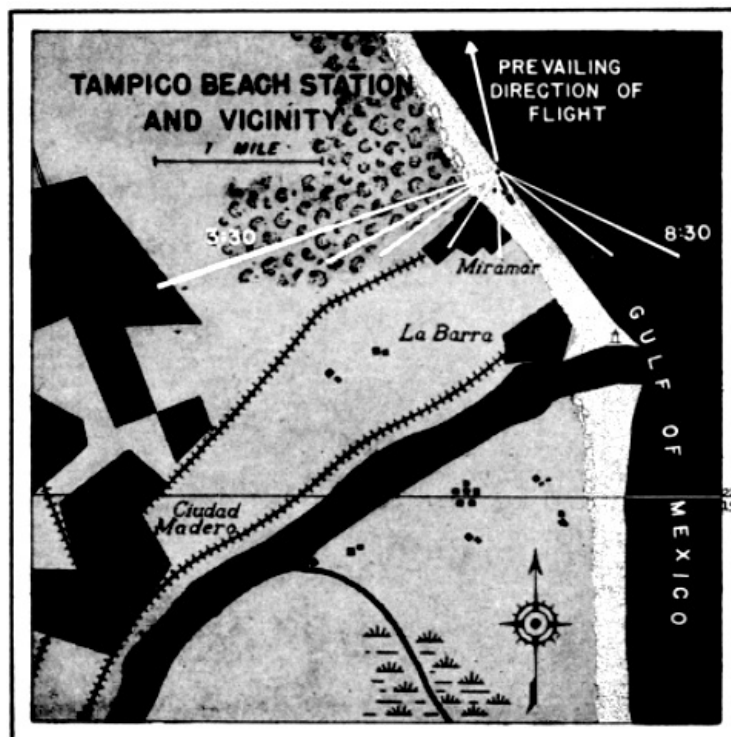 TAMPICO BEACH STATION
AND VICINITY
1 MILE
PREVAILING
DIRECTION OF
FLIGHT
3:30
8:30
Miramar
La Barra
GULF OF MEXICO
Ciudad
Madero